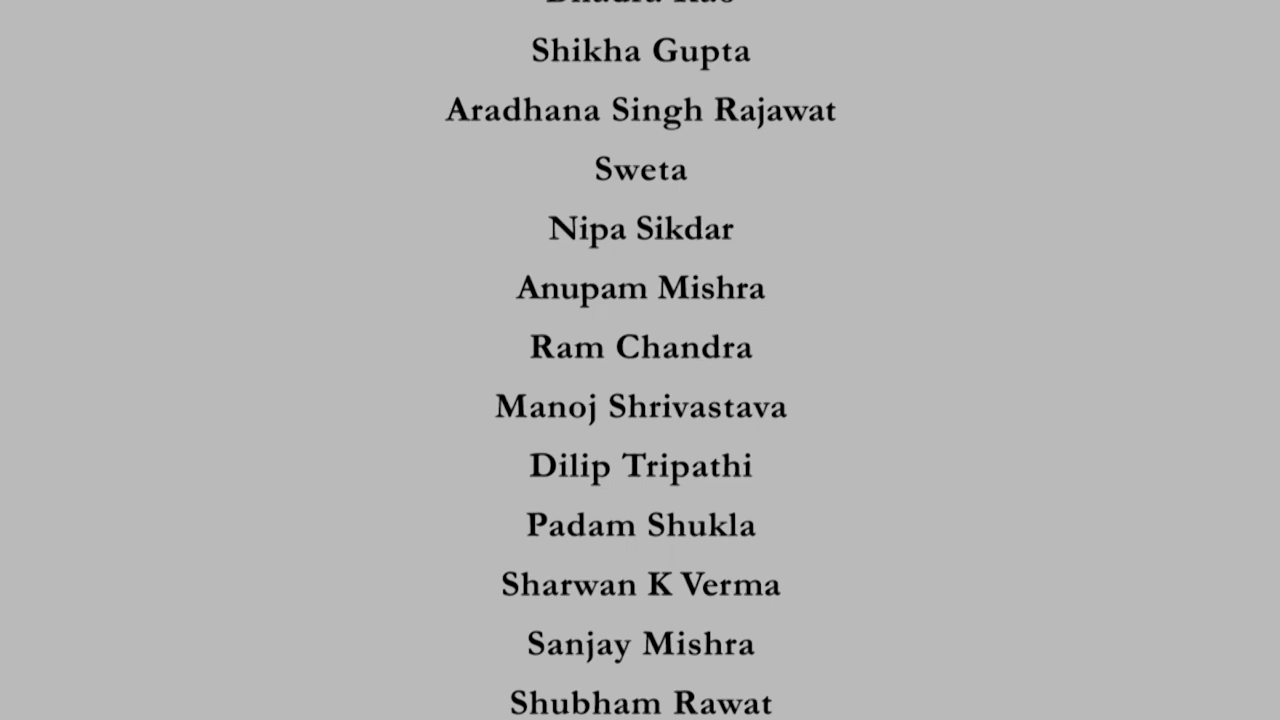 Shikha Gupta
Aradhana Singh Rajawat
Sweta
Nipa Sikdar
Anupam Mishra
Ram Chandra
Manoj Shrivastava
Dilip Tripathi
Padam Shukla
Sharwan K Verma
Sanjay Mishra
Shubham Rawat